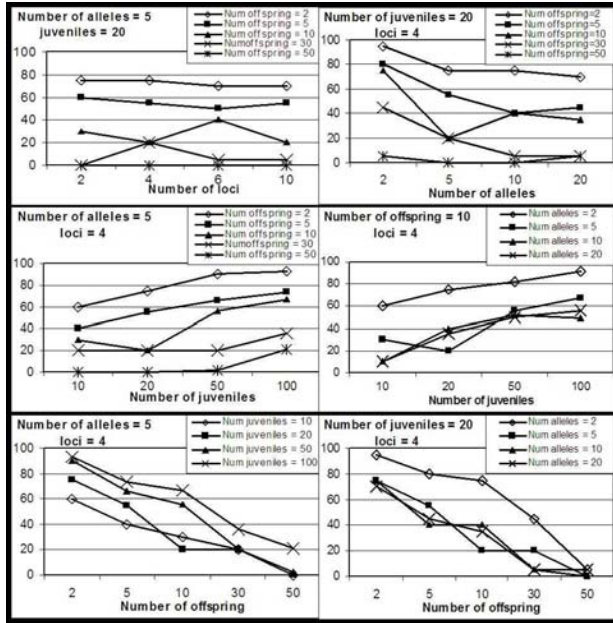 Number of alleles = 5
juveniles = 20
Num offspring = 2
Num offspring = 5
Num offspring = 10
Numoffspring = 30
Num offspring = 50
100
80
60
40
20
0
2 4 6 10
Number of loci
Number of juveniles = 20
loci = 4
Num offspring=2
Num offspring=5
Num offspring=10
Num offspring=30
Num offspring=50
100
80
60
40
20
0
2 5 10 20
Number of alleles
Number of alleles = 5
loci = 4
Num offspring = 2
Num offspring = 5
Num offspring = 10
Numoffspring = 30
Num offspring = 50
100
80
60
40
20
0
10 20 50 100
Number of juveniles
Number of offspring = 10
loci = 4
Num alleles = 2
Num alleles = 5
Num alleles = 10
Num alleles = 20
100
80
60
40
20
0
10 20 50 100
Number of juveniles
Number of alleles = 5
loci = 4
Num juveniles = 10
Num juveniles = 20
Num juveniles = 50
Num juveniles = 100
100
80
60
40
20
0
2 5 10 30 50
Number of offspring
Number of juveniles = 20
loci = 4
Num alleles = 2
Num alleles = 5
Num alleles = 10
Num alleles = 20
100
80
60
40
20
0
2 5 10 30 50
Number of offspring